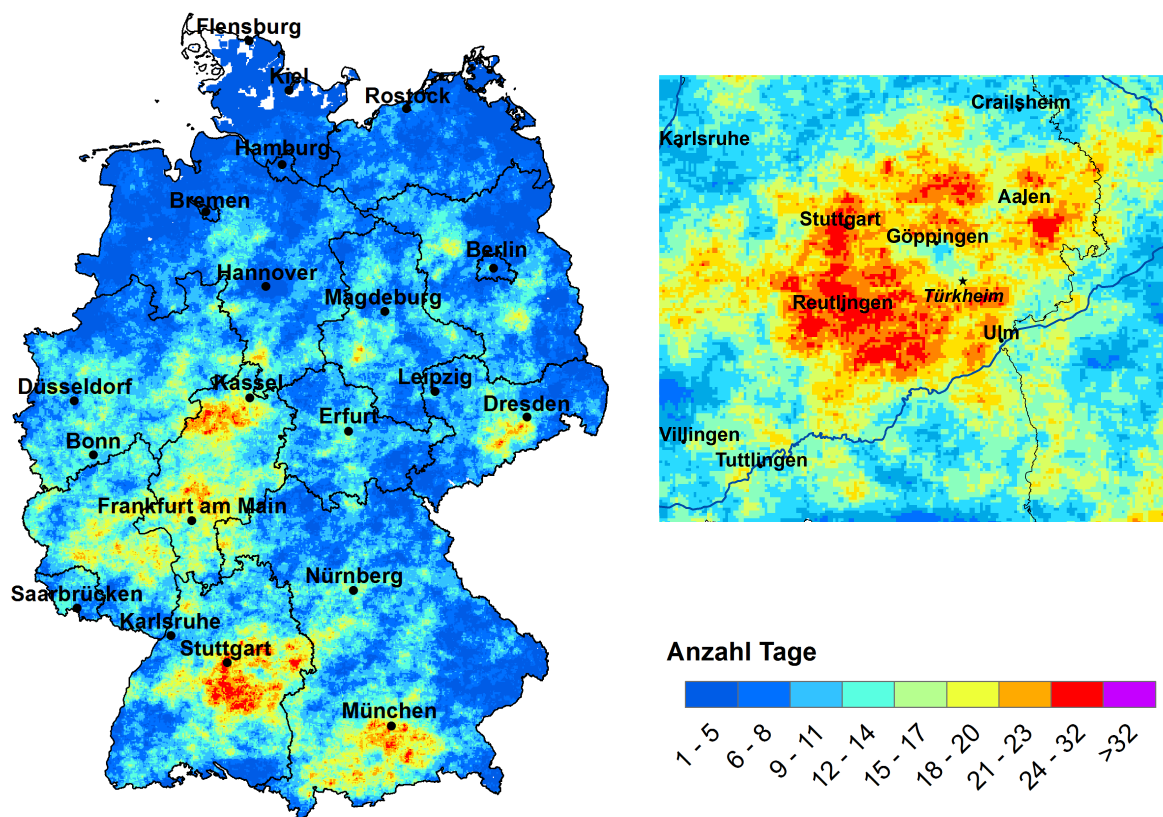 Flensburg
Kiel
Rostock
Hamburg
Bremen
Berlin
Hannover
Magdeburg
Düsseldorf
Kassel
Leipzig
Dresden
Erfurt
Bonn
Frankfurt am Main
Nürnberg
Saarbrücken
Karlsruhe
Stuttgart
München
Crailsheim
Karlsruhe
Aalen
Stuttgart
Göppingen
Reutlingen
Türkheim
Ulm
Villingen
Tuttlingen
Anzahl Tage
1 - 5
6 - 8
9 - 11
12 - 14
15 - 17
18 - 20
21 - 23
24 - 32
>32